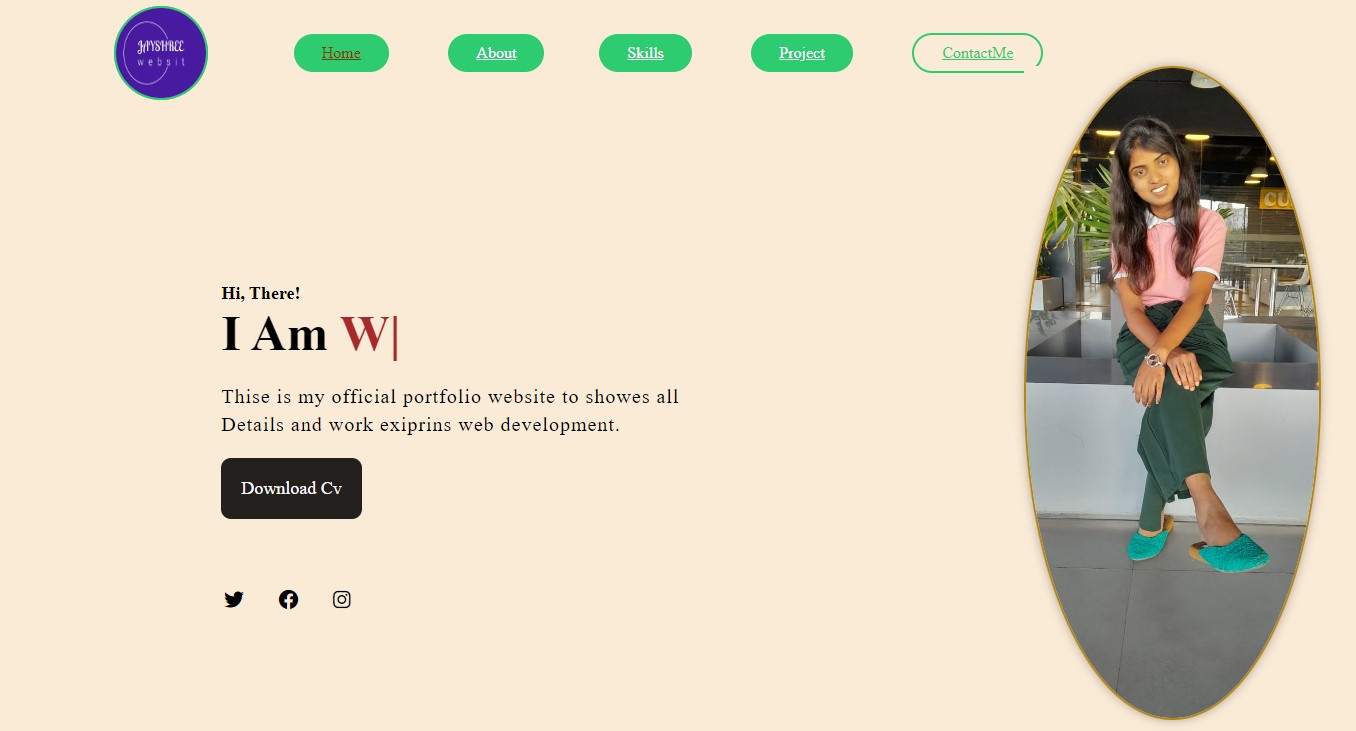 JAYSHREE
websit
Home
About
Skills
Project
ContactMe
Hi, There!
I Am W|
Thise is my official portfolio website to showes all
Details and work exiprins web development.
Download Cv
CU